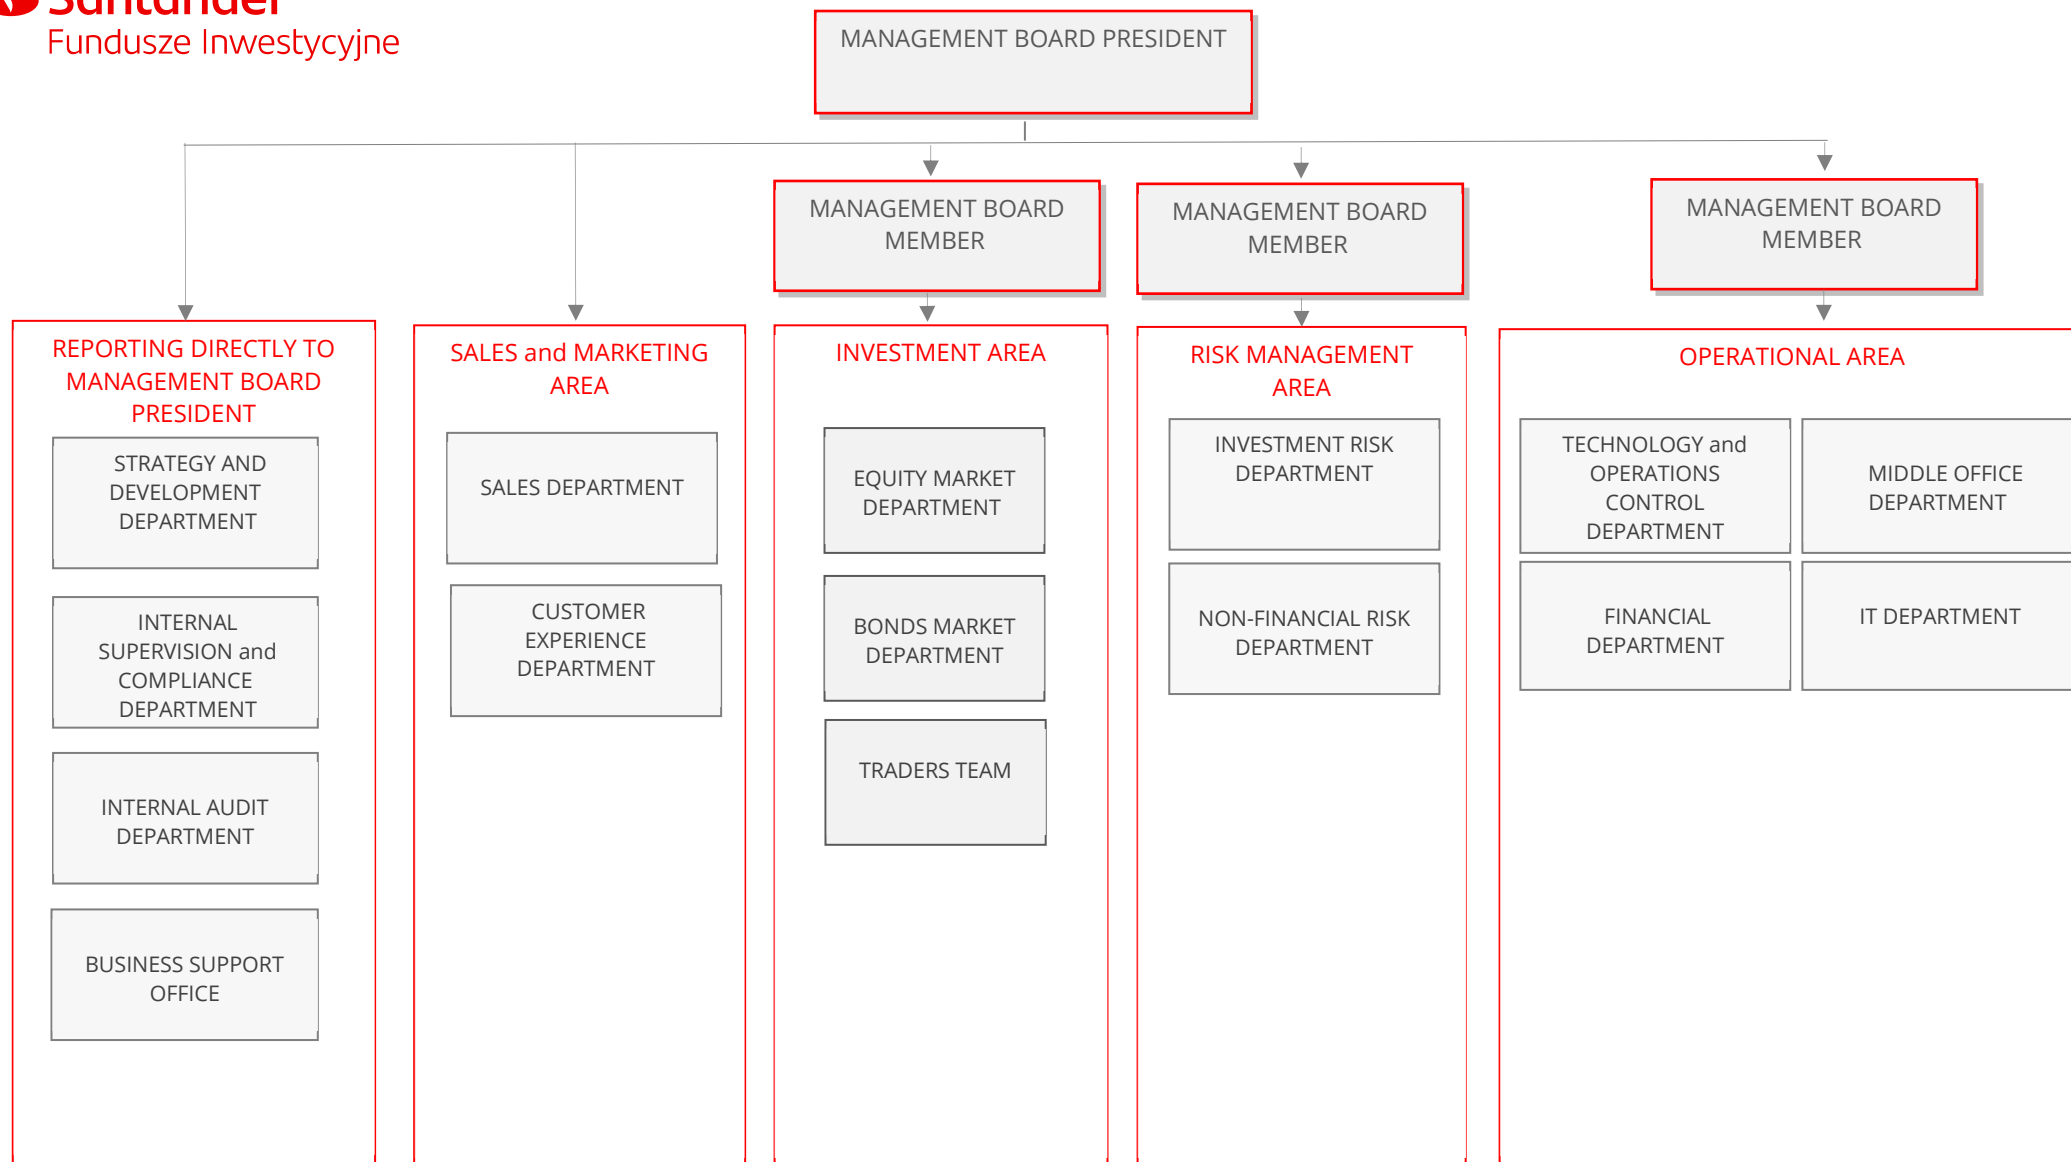 Santander
Fundusze Inwestycyjne
MANAGEMENT BOARD PRESIDENT
MANAGEMENT BOARD
MEMBER
MANAGEMENT BOARD
MEMBER
MANAGEMENT BOARD
MEMBER
REPORTING DIRECTLY TO
MANAGEMENT BOARD
PRESIDENT
STRATEGY AND
DEVELOPMENT
DEPARTMENT
INTERNAL
SUPERVISION and
COMPLIANCE
DEPARTMENT
INTERNAL AUDIT
DEPARTMENT
BUSINESS SUPPORT
OFFICE
SALES and MARKETING
AREA
SALES DEPARTMENT
CUSTOMER
EXPERIENCE
DEPARTMENT
INVESTMENT AREA
EQUITY MARKET
DEPARTMENT
BONDS MARKET
DEPARTMENT
TRADERS TEAM
RISK MANAGEMENT
AREA
INVESTMENT RISK
DEPARTMENT
NON-FINANCIAL RISK
DEPARTMENT
OPERATIONAL AREA
TECHNOLOGY and
OPERATIONS
CONTROL
DEPARTMENT
MIDDLE OFFICE
DEPARTMENT
FINANCIAL
DEPARTMENT
IT DEPARTMENT